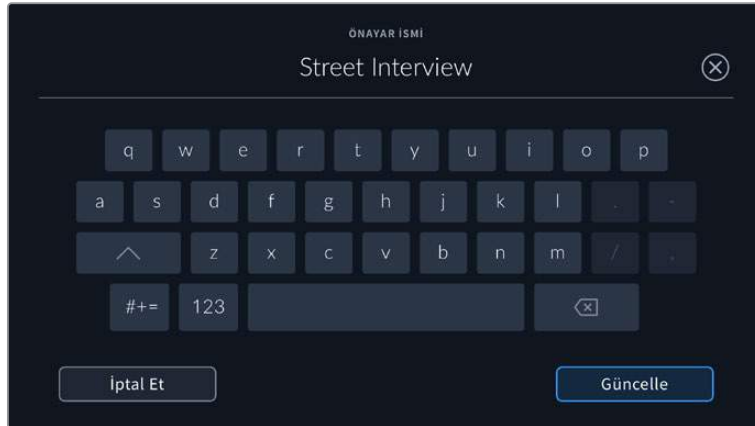 ÖNAYAR İSMİ
Street Interview
q w e r t y u i o p
a s d f g h j k l . -
z x c v b n m / ,
#+= 123
İptal Et Güncelle